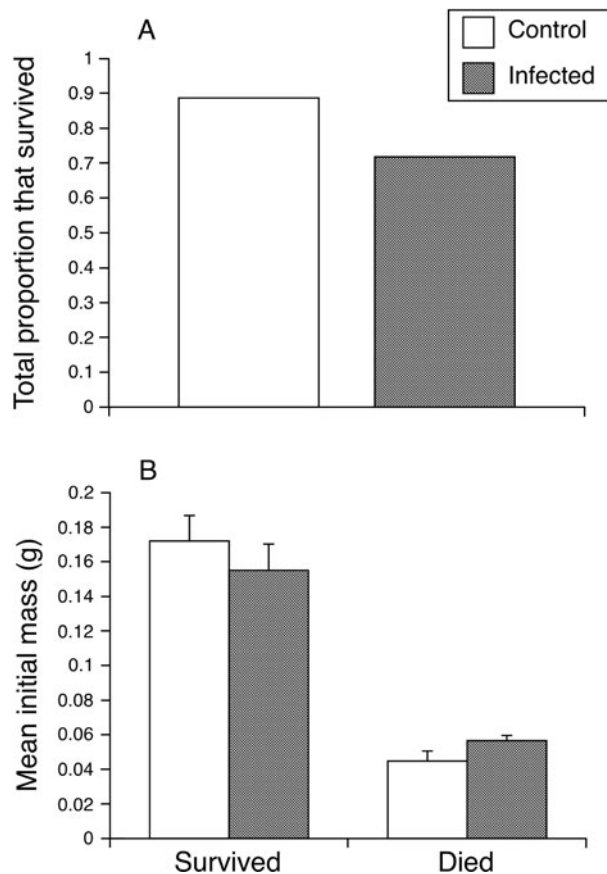 A
Control
Infected
Total proportion that survived
1
0.9
0.8
0.7
0.6
0.5
0.4
0.3
0.2
0.1
0
B
Mean initial mass (g)
0.2
0.18
0.16
0.14
0.12
0.1
0.08
0.06
0.04
0.02
0
Survived
Died